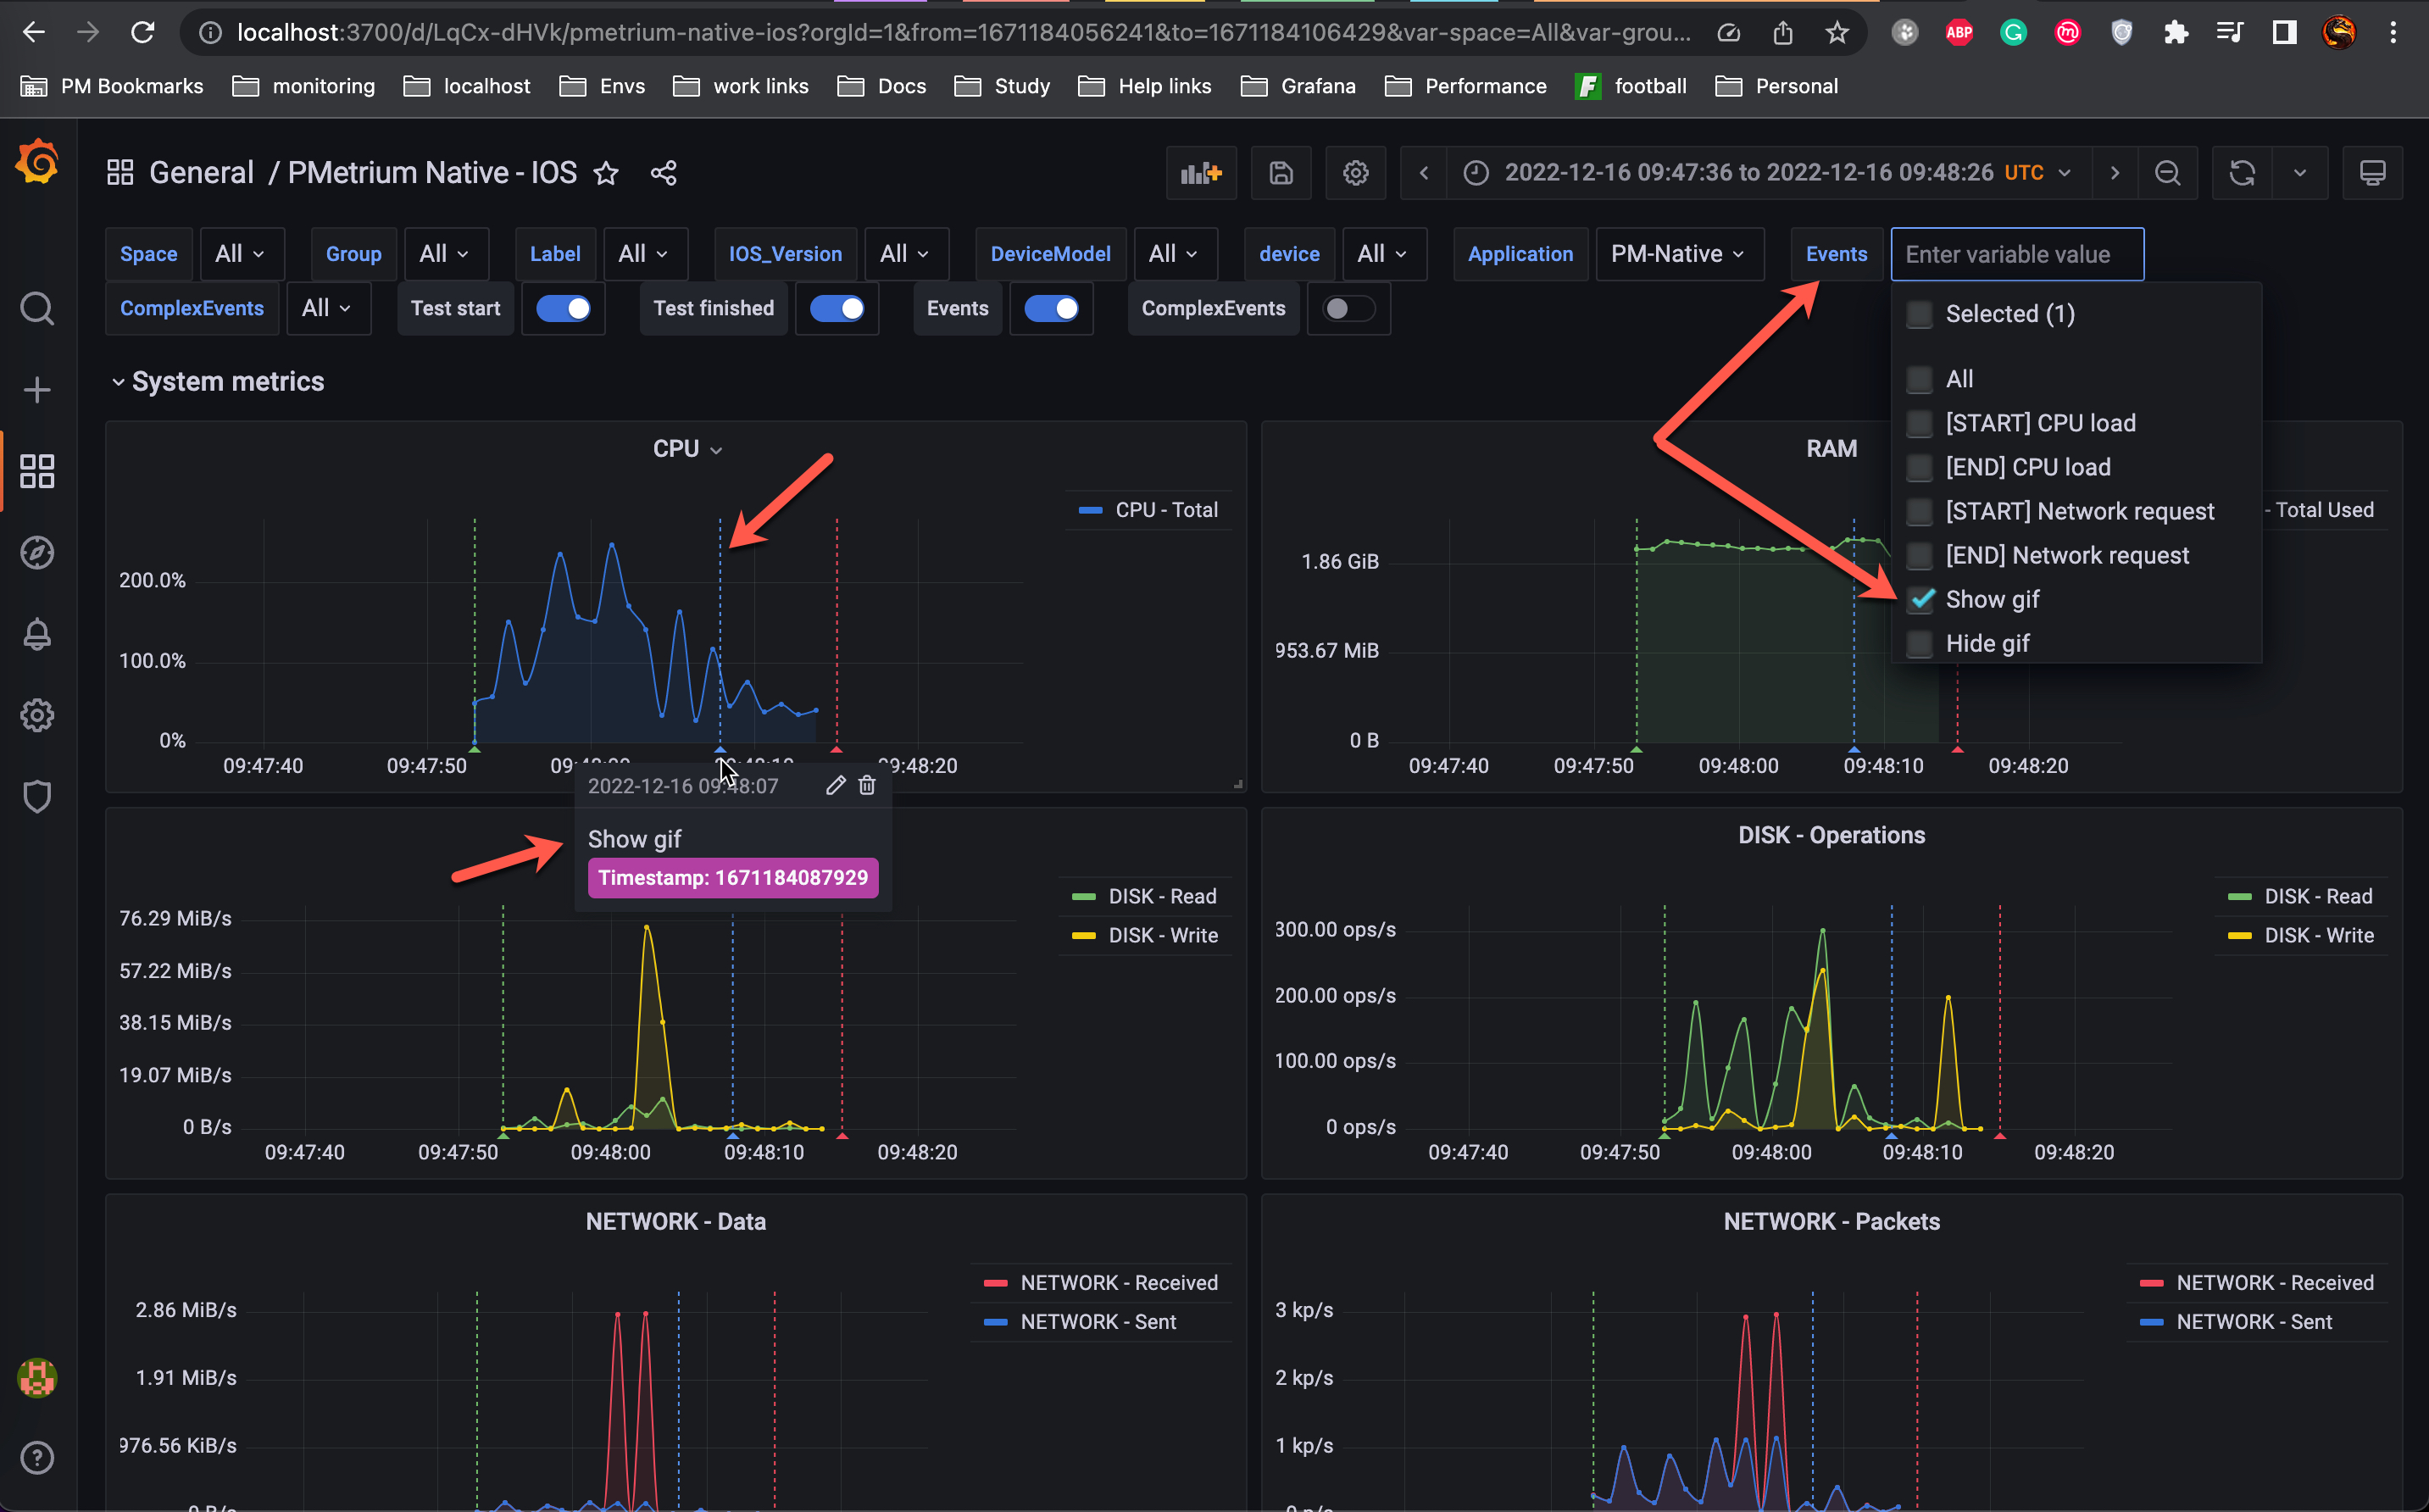 localhost:3700/d/LqCx-dHVk/pmetrium-native-ios?orgId=1&from=1671184056241&to=1671184106429&var-space=All&var-grou...
ABP
PM Bookmarks monitoring localhost Envs work links Docs Study Help links Grafana Performance football Personal
General / PMetrium Native - IOS
2022-12-16 09:47:36 to 2022-12-16 09:48:26 UTC
Space All Group All Label All IOS_Version All DeviceModel All device All Application PM-Native Events Enter variable value
ComplexEvents All Test start Test finished Events ComplexEvents
Selected (1)
All
[START] CPU load
[END] CPU load
[START] Network request
[END] Network request
Show gif
Hide gif
System metrics
CPU
CPU - Total
200.0%
100.0%
0%
09:47:40 09:47:50 09:48:20
2022-12-16 09:48:07
Show gif
Timestamp: 1671184087929
RAM
- Total Used
1.86 GiB
953.67 MiB
0 B
09:47:40 09:47:50 09:48:00 09:48:10 09:48:20
DISK - Read
DISK - Write
76.29 MiB/s
57.22 MiB/s
38.15 MiB/s
19.07 MiB/s
0 B/s
09:47:40 09:47:50 09:48:00 09:48:10 09:48:20
DISK - Operations
DISK - Read
DISK - Write
300.00 ops/s
200.00 ops/s
100.00 ops/s
0 ops/s
09:47:40 09:47:50 09:48:00 09:48:10 09:48:20
NETWORK - Data
NETWORK - Received
NETWORK - Sent
2.86 MiB/s
1.91 MiB/s
976.56 KiB/s
0 B/s
NETWORK - Packets
NETWORK - Received
NETWORK - Sent
3 kp/s
2 kp/s
1 kp/s
0 p/s